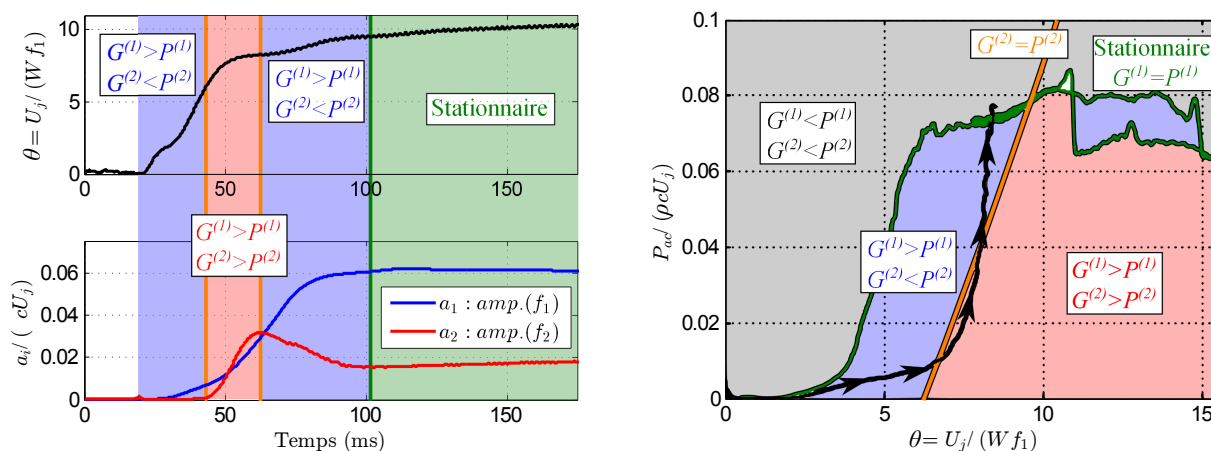 10
5
0
θ = U_j / (W f_1)
G^(1)>P^(1)
G^(2)<P^(2)
G^(1)>P^(1)
G^(2)<P^(2)
Stationnaire
0 50 100 150
G^(1)>P^(1)
G^(2)>P^(2)
0.06
0.02
0
a_i / ( cU_j)
a_1 : amp.(f_1)
a_2 : amp.(f_2)
0 50 100 150
Temps (ms)
0.1
0.08
0.06
0.04
0.02
0
P_ac / (ρcU_j)
G^(2)=P^(2)
Stationnaire
G^(1)=P^(1)
G^(1)<P^(1)
G^(2)<P^(2)
G^(1)>P^(1)
G^(2)<P^(2)
G^(1)>P^(1)
G^(2)>P^(2)
0 5 10 15
θ = U_j / (W f_1)